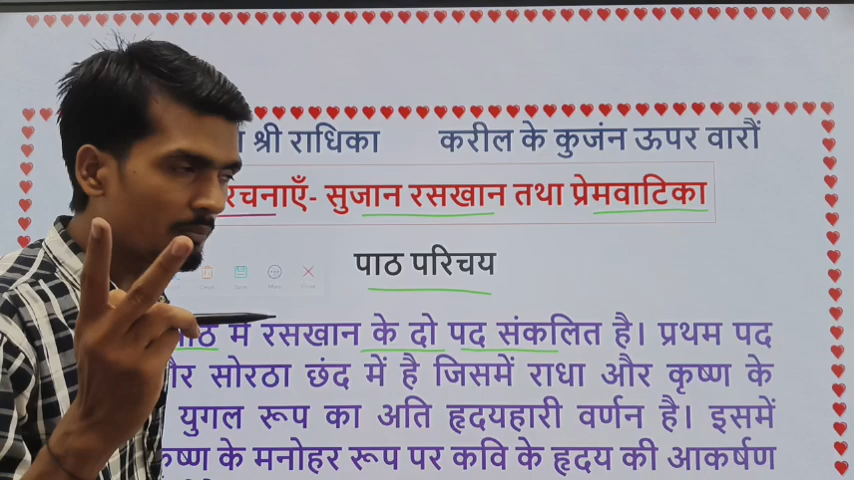 श्री राधिका करील के कुजंन ऊपर वारौं
रचनाएँ- सुजान रसखान तथा प्रेमवाटिका
पाठ परिचय
पाठ में रसखान के दो पद संकलित है। प्रथम पद
सोरठा छंद में है जिसमें राधा और कृष्ण के
युगल रूप का अति हृदयहारी वर्णन है। इसमें
के मनोहर रूप पर कवि के हृदय की आकर्षण